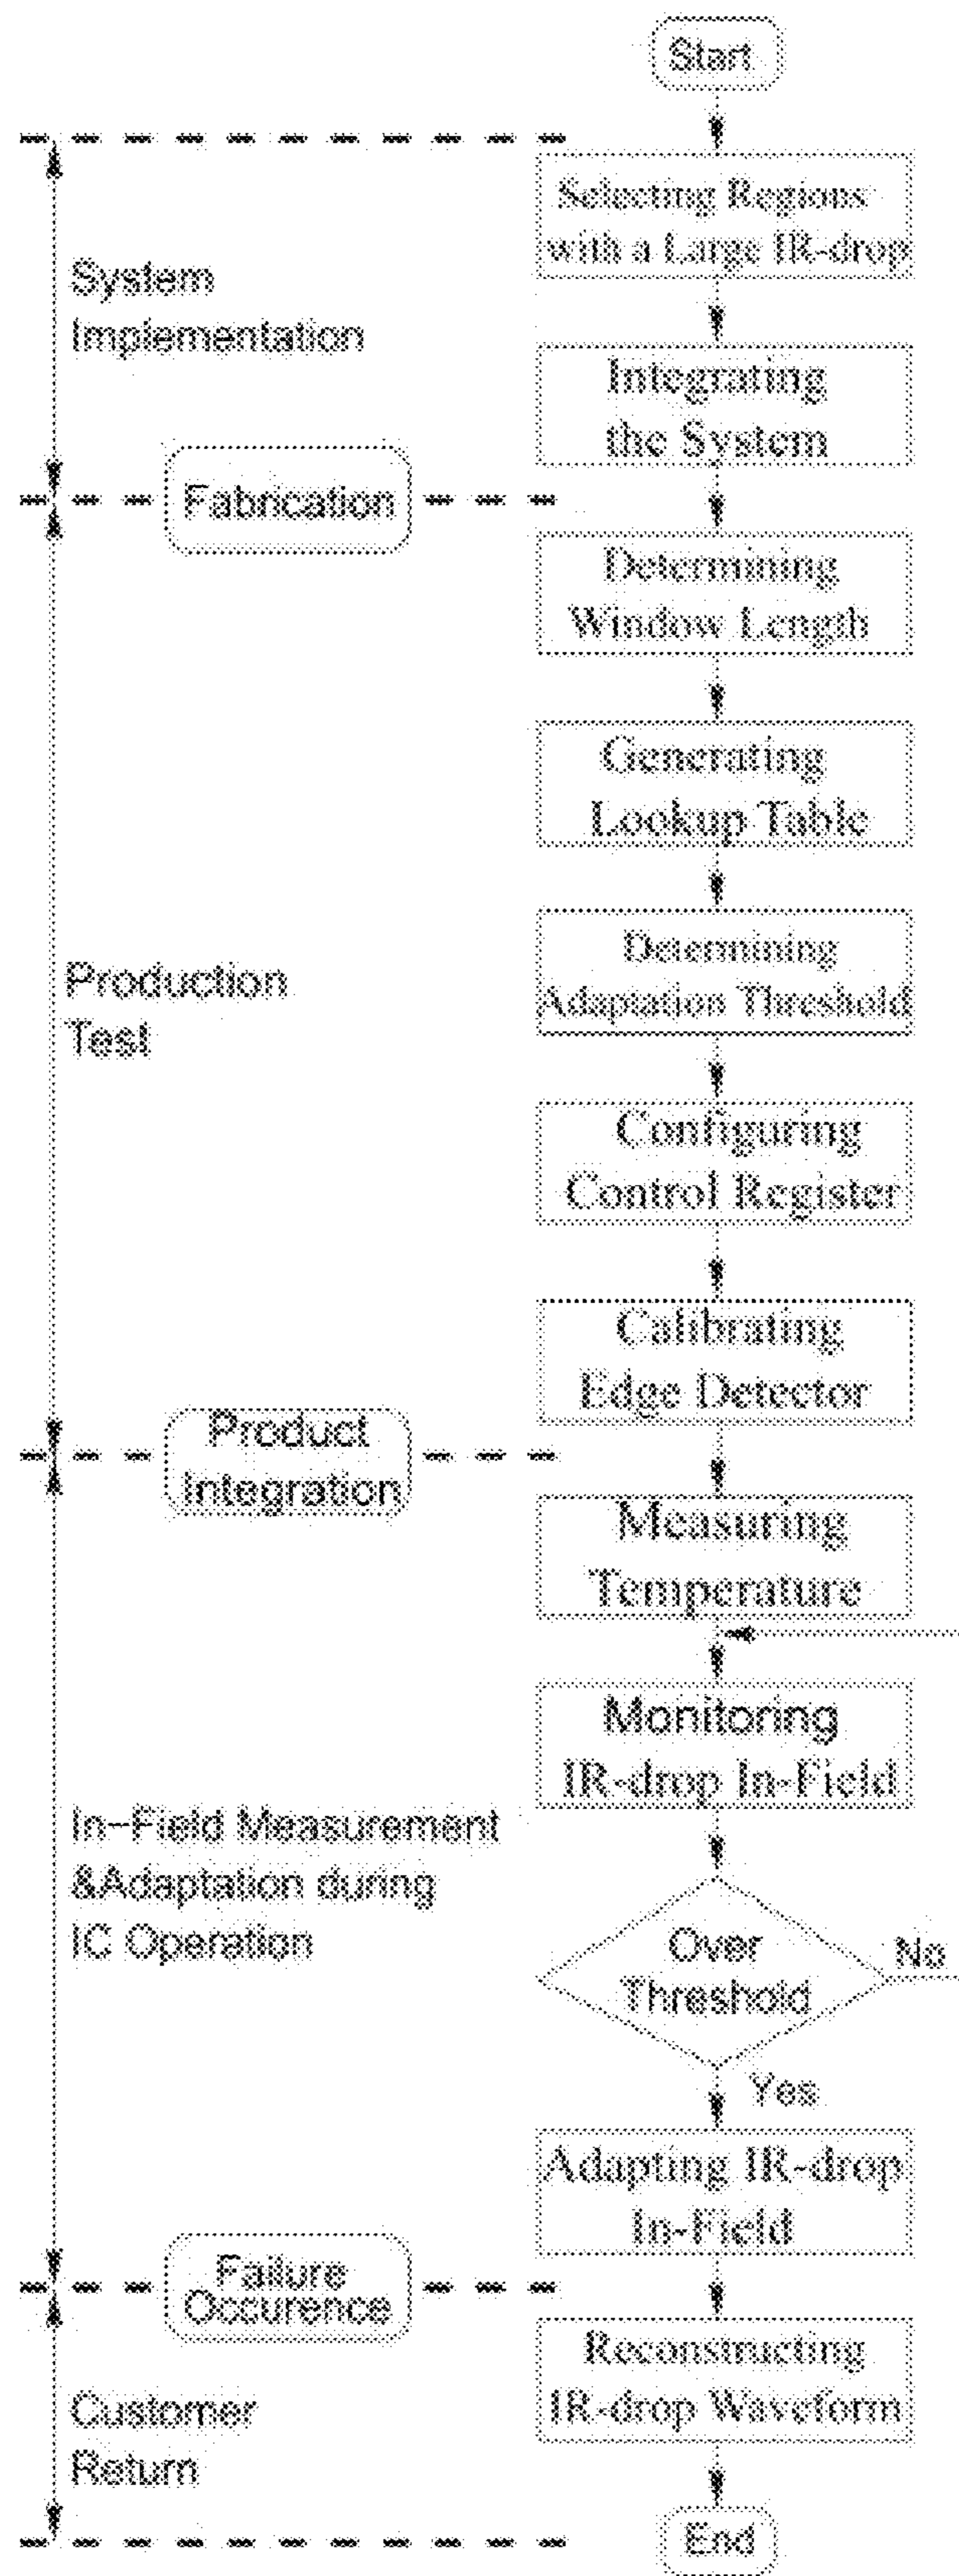 Start
Selecting Regions
with a Large IR-drop
System
Implementation
Integrating
the System
Fabrication
Determining
Window Length
Generating
Lookup Table
Determining
Adaptation Threshold
Production
Test
Configuring
Control Register
Calibrating
Edge Detector
Product
Integration
Measuring
Temperature
Monitoring
IR-drop In-Field
In-Field Measurement
&Adaptation during
IC Operation
Over
Threshold
No
Yes
Adapting IR-drop
In-Field
Failure
Occurence
Reconstructing
IR-drop Waveform
Customer
Return
End